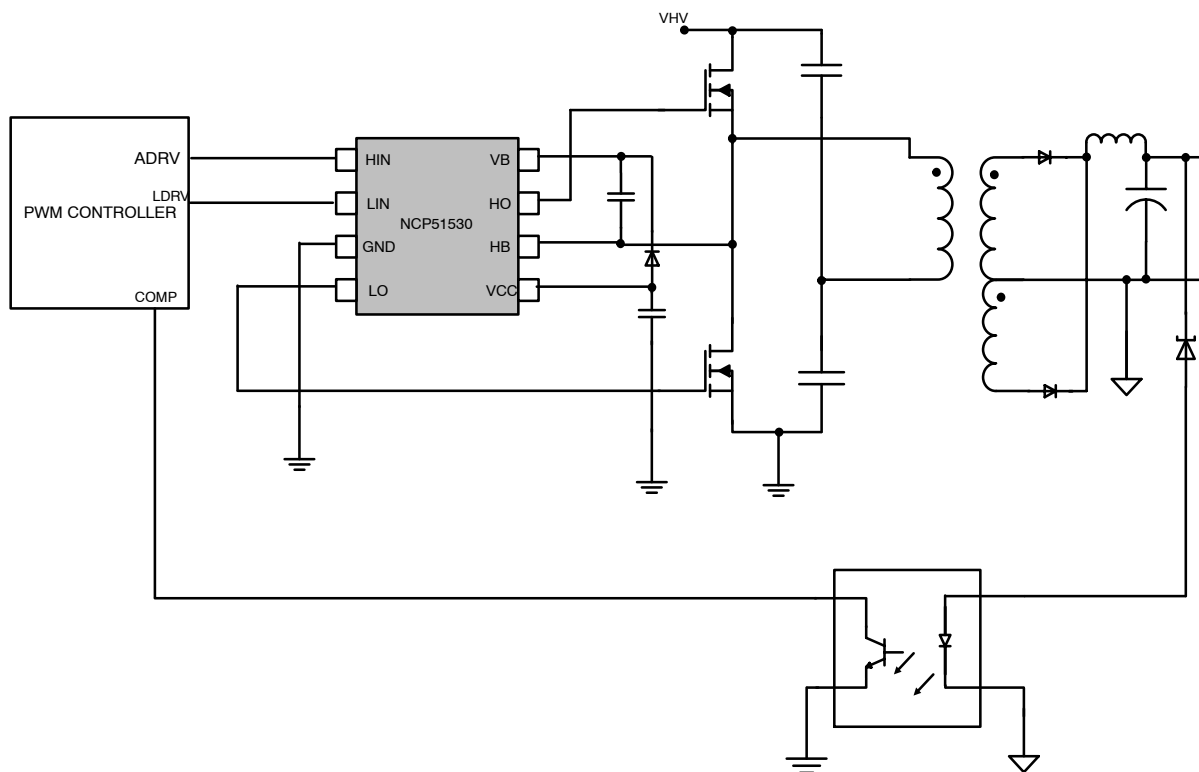 VHV
ADRV
LDRV
PWM CONTROLLER
COMP
HIN
LIN
GND
LO
NCP51530
VB
HO
HB
VCC